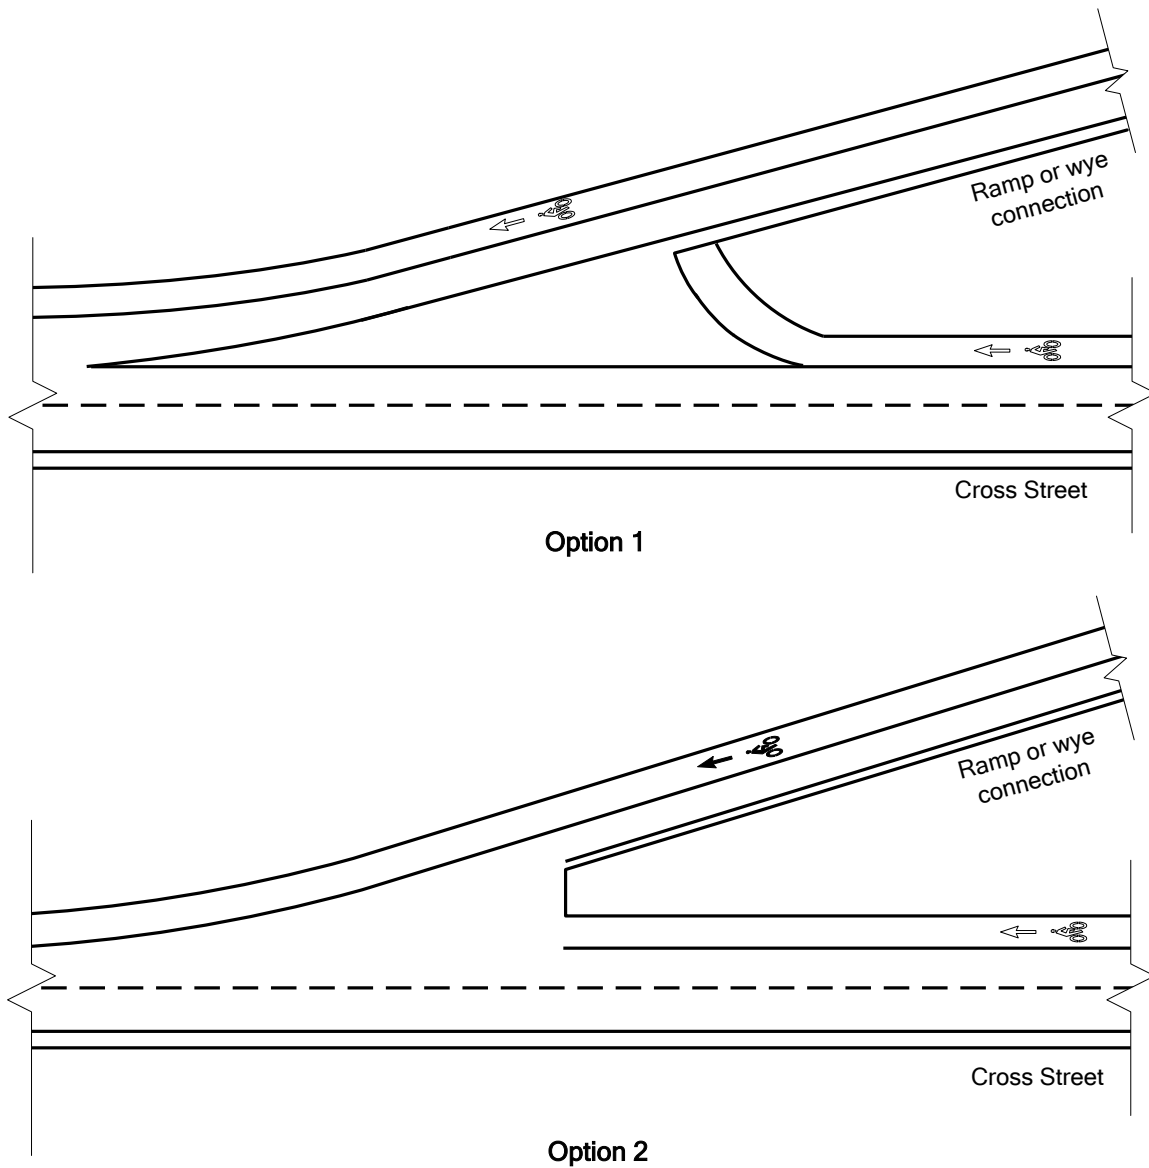 Ramp or wye
connection
Cross Street
Option 1
Ramp or wye
connection
Cross Street
Option 2